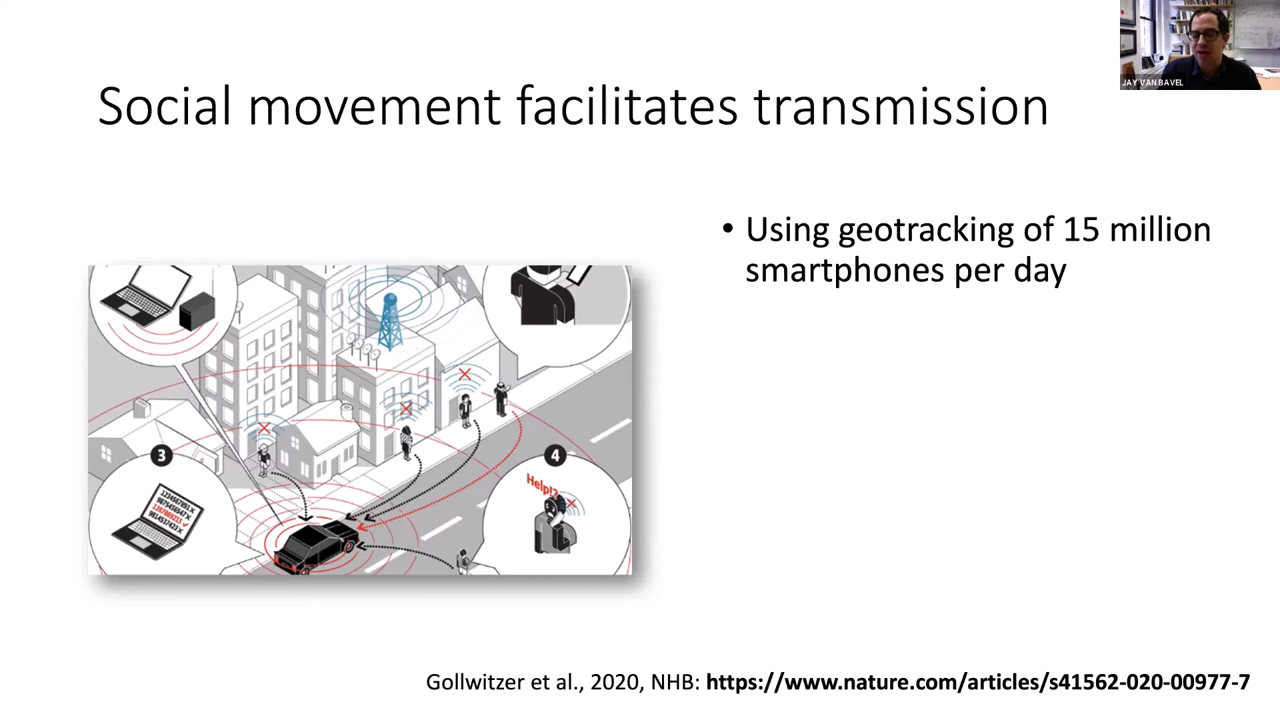 JAY VAN BAVEL
Social movement facilitates transmission
• Using geotracking of 15 million
smartphones per day
3
4
Help!?
Gollwitzer et al., 2020, NHB: https://www.nature.com/articles/s41562-020-00977-7